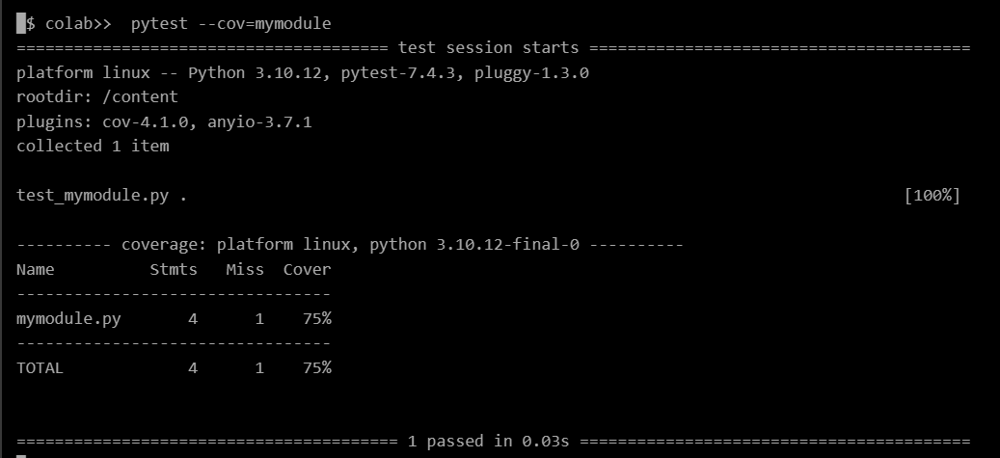 $ colab>>  pytest --cov=mymodule
======================================= test session starts ========================================
platform linux -- Python 3.10.12, pytest-7.4.3, pluggy-1.3.0
rootdir: /content
plugins: cov-4.1.0, anyio-3.7.1
collected 1 item
test_mymodule.py .                                                                           [100%]
---------- coverage: platform linux, python 3.10.12-final-0 ----------
Name          Stmts   Miss  Cover
---------------------------------
mymodule.py       4      1    75%
---------------------------------
TOTAL             4      1    75%
======================================== 1 passed in 0.03s =========================================